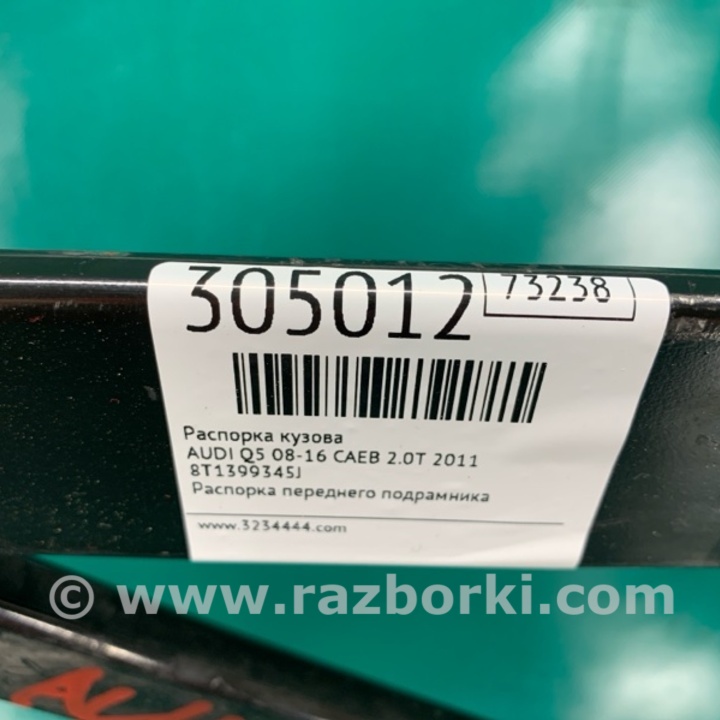 305012
73238
Распорка кузова
AUDI Q5 08-16 CAEB 2.0T 2011
8T1399345J
Распорка переднего подрамника
www.3234444.com
© www.razborki.com